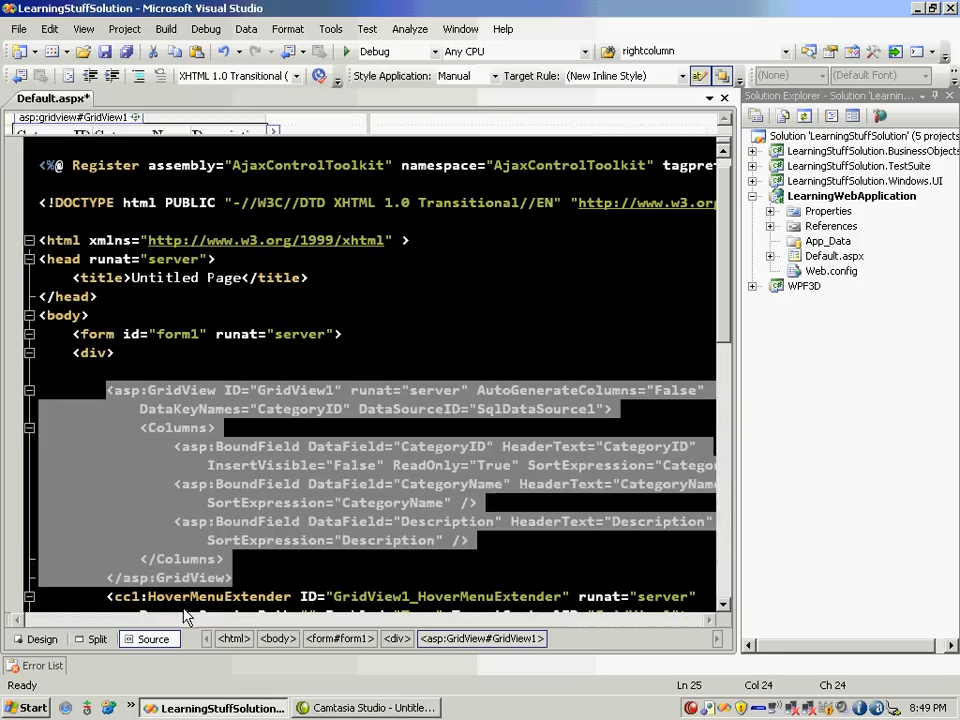 LearningStuffSolution - Microsoft Visual Studio
File Edit View Project Build Debug Data Format Tools Test Analyze Window Help
Debug Any CPU rightcolumn
XHTML 1.0 Transitional ( Style Application: Manual Target Rule: (New Inline Style) (None) (Default Font)
Default.aspx*
asp:gridview#GridView1
<%@ Register assembly="AjaxControlToolkit" namespace="AjaxControlToolkit" tagpre
<!DOCTYPE html PUBLIC "-//W3C//DTD XHTML 1.0 Transitional//EN" "http://www.w3.or
<html xmlns="http://www.w3.org/1999/xhtml" >
<head runat="server">
<title>Untitled Page</title>
</head>
<body>
<form id="form1" runat="server">
<div>
<asp:GridView ID="GridView1" runat="server" AutoGenerateColumns="False"
DataKeyNames="CategoryID" DataSourceID="SqlDataSource1">
<Columns>
<asp:BoundField DataField="CategoryID" HeaderText="CategoryID"
InsertVisible="False" ReadOnly="True" SortExpression="Catego
<asp:BoundField DataField="CategoryName" HeaderText="CategoryName
SortExpression="CategoryName" />
<asp:BoundField DataField="Description" HeaderText="Description"
SortExpression="Description" />
</Columns>
</asp:GridView>
<cc1:HoverMenuExtender ID="GridView1_HoverMenuExtender" runat="server"
Design Split Source <html> <body> <form#form1> <div> <asp:GridView#GridView1>
Solution Explorer - Solution 'Learnin...
Solution 'LearningStuffSolution' (5 projects
LearningStuffSolution.BusinessObjects
LearningStuffSolution.TestSuite
LearningStuffSolution.Windows.UI
LearningWebApplication
Properties
References
App_Data
Default.aspx
Web.config
WPF3D
Error List
Ready Ln 25 Col 24 Ch 24
Start LearningStuffSolution... Camtasia Studio - Untitle... 8:49 PM